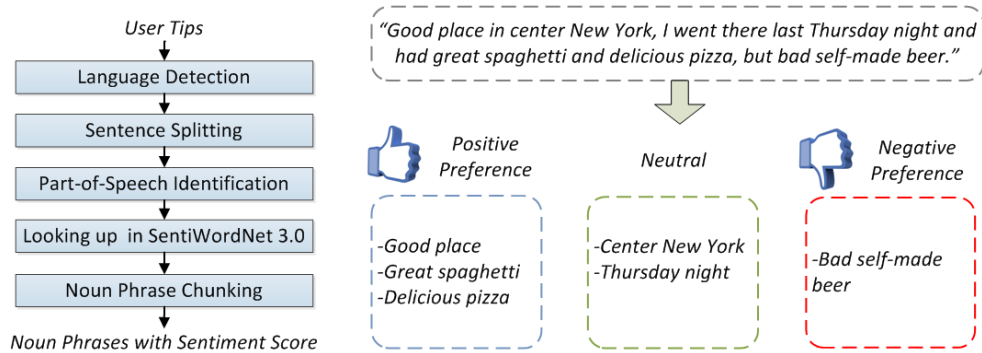 User Tips
Language Detection
Sentence Splitting
Part-of-Speech Identification
Looking up in SentiWordNet 3.0
Noun Phrase Chunking
Noun Phrases with Sentiment Score
“Good place in center New York, I went there last Thursday night and
had great spaghetti and delicious pizza, but bad self-made beer.”
Positive
Preference
-Good place
-Great spaghetti
-Delicious pizza
Neutral
-Center New York
-Thursday night
Negative
Preference
-Bad self-made
beer